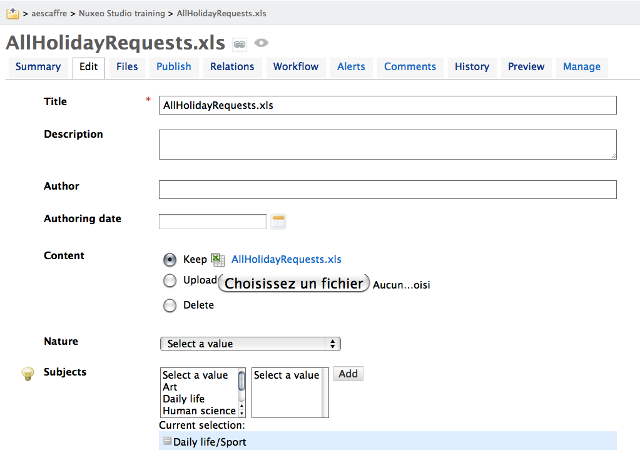 > aescaffre > Nuxeo Studio training > AllHolidayRequests.xls
AllHolidayRequests.xls
Summary Edit Files Publish Relations Workflow Alerts Comments History Preview Manage
Title * AllHolidayRequests.xls
Description
Author
Authoring date
Content Keep AllHolidayRequests.xls
Upload Choisissez un fichier Aucun...oisi
Delete
Nature Select a value
Subjects Select a value Select a value Add
Art
Daily life
Human science
Current selection:
Daily life/Sport